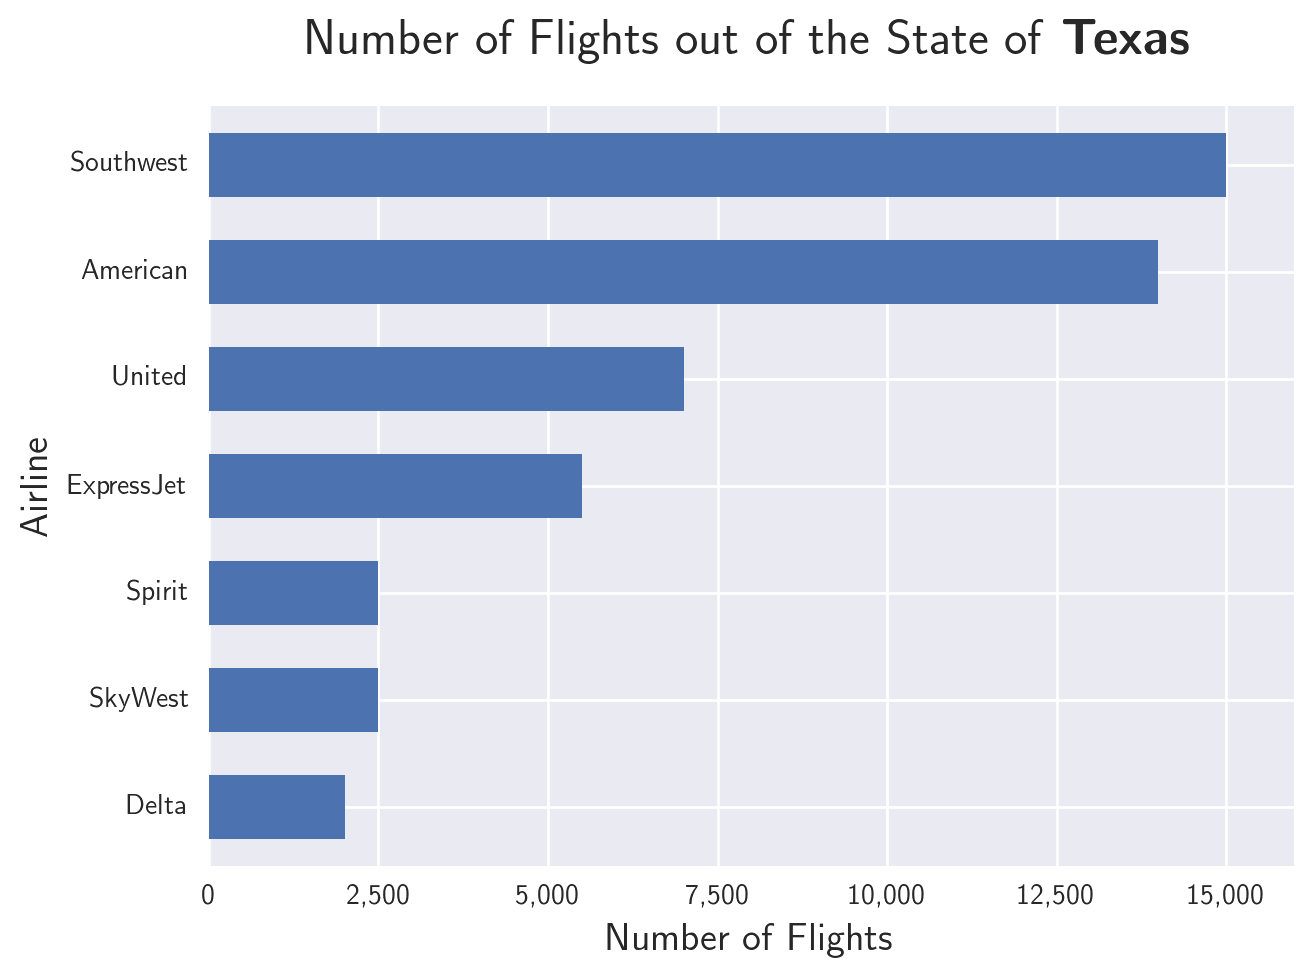 Number of Flights out of the State of Texas
Southwest
American
United
ExpressJet
Spirit
SkyWest
Delta
Airline
0 2,500 5,000 7,500 10,000 12,500 15,000
Number of Flights